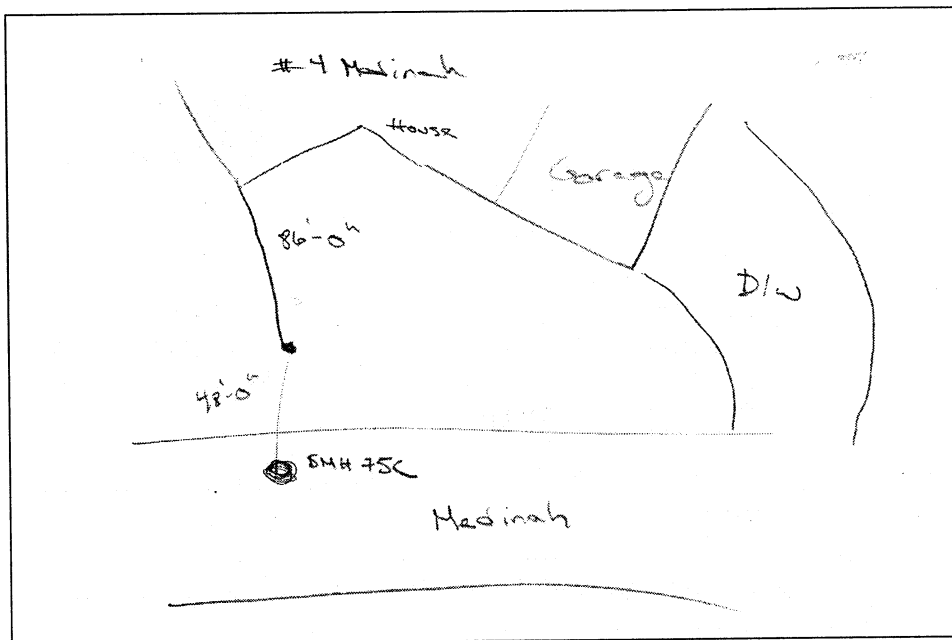 #4 Medinah
House
Garage
86'-0"
D/W
48'-0"
SMH 75C
Medinah